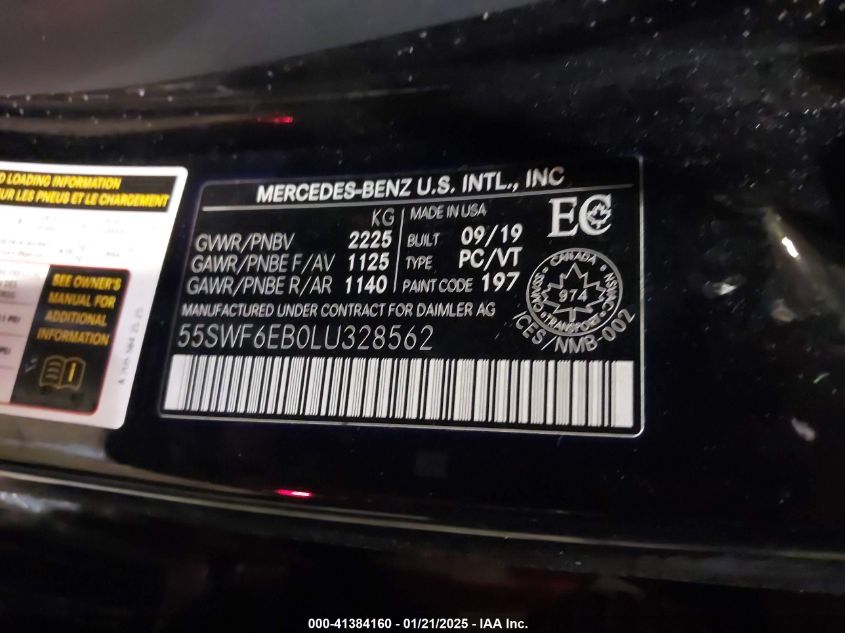 D LOADING INFORMATION
UR LES PNEUS ET LE CHARGEMENT
SEE OWNER'S
MANUAL FOR
ADDITIONAL
INFORMATION
MERCEDES-BENZ U.S. INTL., INC
KG
GVWR/PNBV 2225
GAWR/PNBE F/AV 1125
GAWR/PNBE R/AR 1140
MADE IN USA
BUILT 09/19
TYPE PC/VT
PAINT CODE 197
EC
CANADA
974
TRANSPORT
ICES/NMB-002
MANUFACTURED UNDER CONTRACT FOR DAIMLER AG
55SWF6EB0LU328562
000-41384160 — 01/21/2025 - IAA Inc.